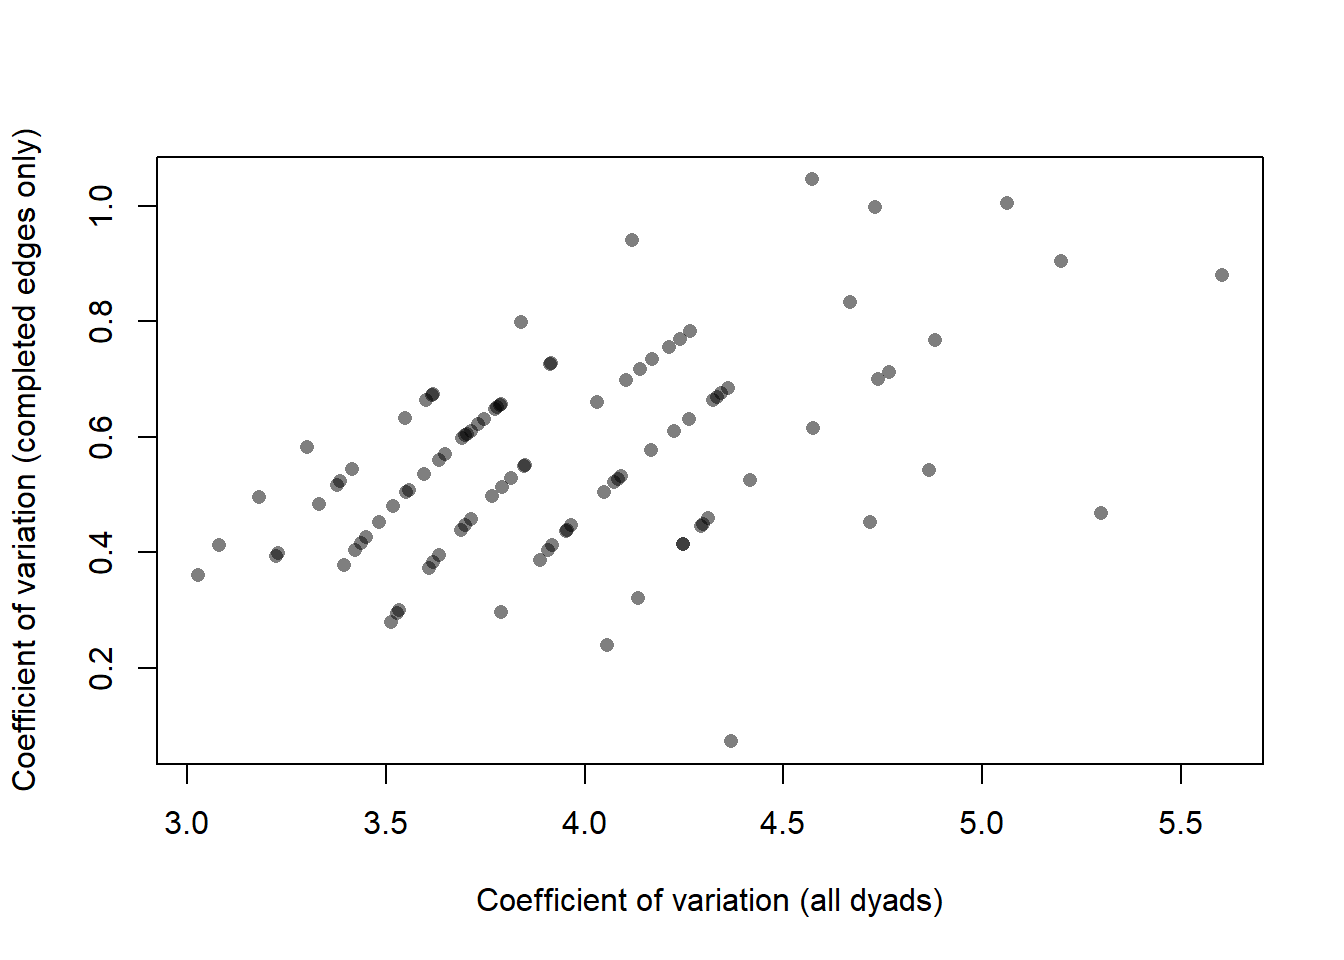 Coefficient of variation (completed edges only)
1.0
0.8
0.6
0.4
0.2
3.0 3.5 4.0 4.5 5.0 5.5
Coefficient of variation (all dyads)